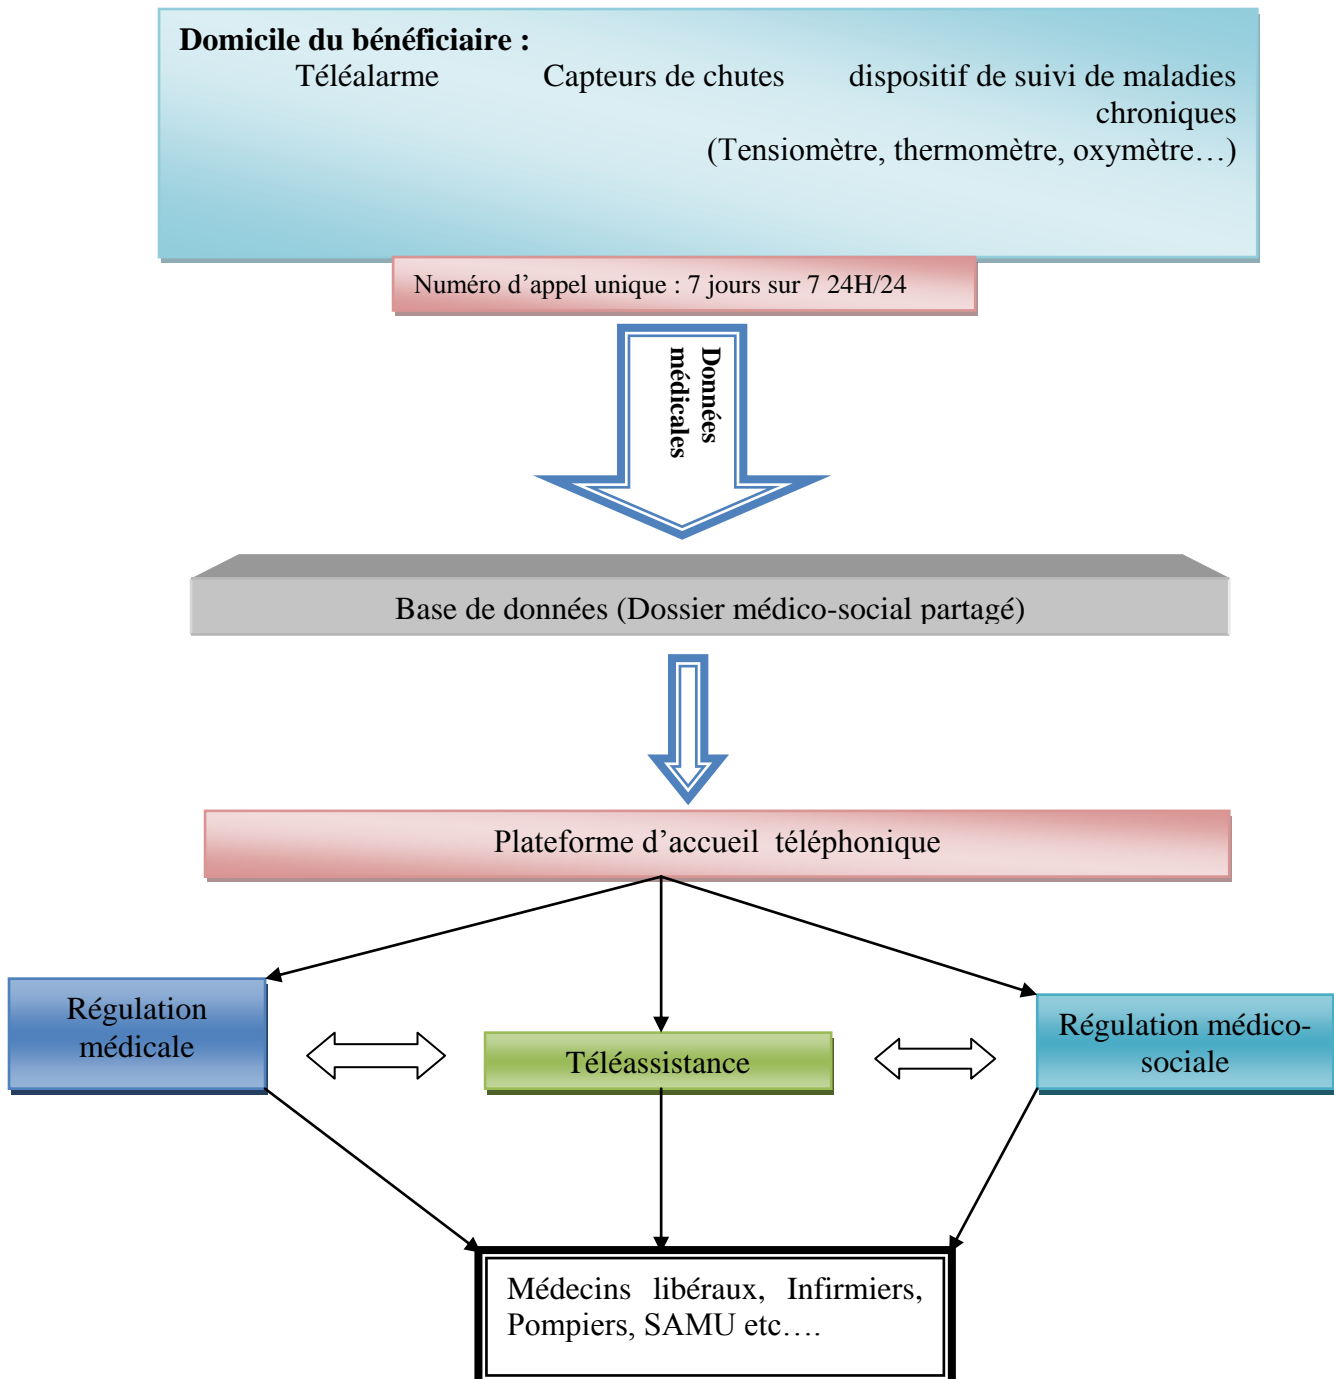 Domicile du bénéficiaire :
Téléalarme Capteurs de chutes dispositif de suivi de maladies
chroniques
(Tensiomètre, thermomètre, oxymètre…)
Numéro d’appel unique : 7 jours sur 7 24H/24
Données
médicales
Base de données (Dossier médico-social partagé)
Plateforme d’accueil téléphonique
Régulation
médicale
Téléassistance
Régulation médico-
sociale
Médecins libéraux, Infirmiers,
Pompiers, SAMU etc….